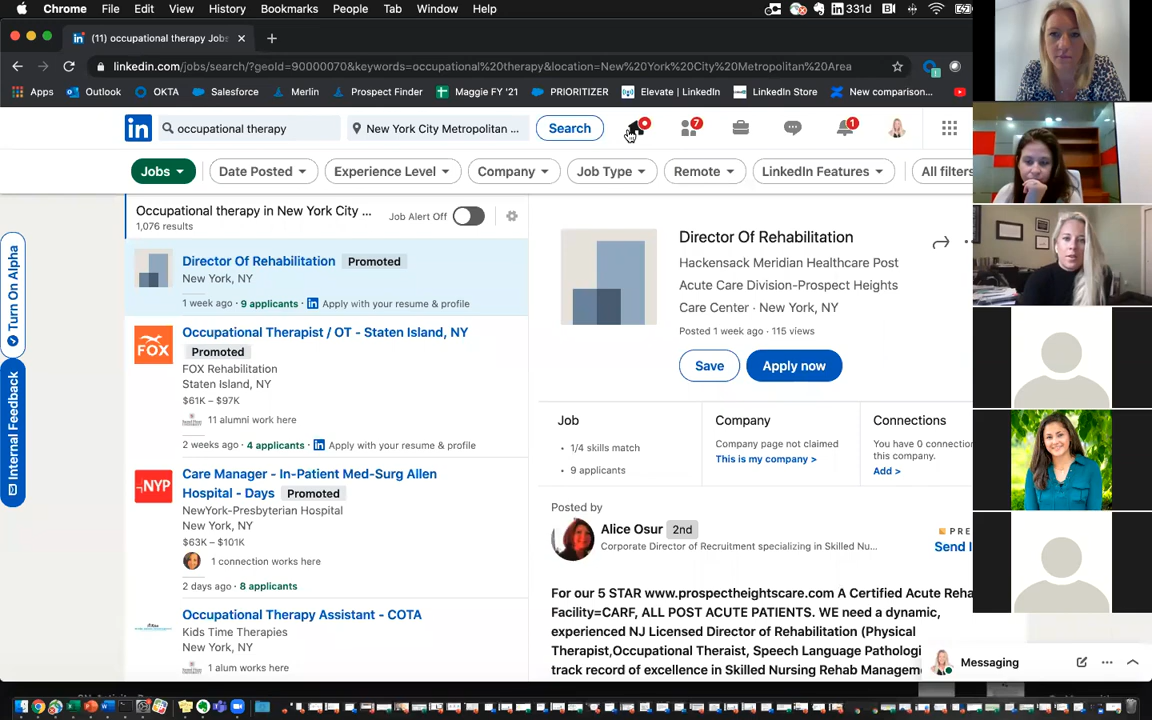 Chrome File Edit View History Bookmarks People Tab Window Help 331d
(11) occupational therapy Jobs
linkedin.com/jobs/search/?geoId=90000070&keywords=occupational%20therapy&location=New%20York%20City%20Metropolitan%20Area
Apps Outlook OKTA Salesforce Merlin Prospect Finder Maggie FY '21 PRIORITIZER Elevate | LinkedIn LinkedIn Store New comparison...
occupational therapy New York City Metropolitan ... Search 7 1
Jobs Date Posted Experience Level Company Job Type Remote LinkedIn Features All filters
Turn On Alpha
Internal Feedback
Occupational therapy in New York City ... Job Alert Off
1,076 results
Director Of Rehabilitation Promoted
New York, NY
1 week ago · 9 applicants · in Apply with your resume & profile
FOX
Occupational Therapist / OT - Staten Island, NY
Promoted
FOX Rehabilitation
Staten Island, NY
$61K – $97K
11 alumni work here
2 weeks ago · 4 applicants · in Apply with your resume & profile
NYP
Care Manager - In-Patient Med-Surg Allen
Hospital - Days Promoted
NewYork-Presbyterian Hospital
New York, NY
$63K – $101K
1 connection works here
2 days ago · 8 applicants
Occupational Therapy Assistant - COTA
Kids Time Therapies
New York, NY
1 alum works here
Director Of Rehabilitation
Hackensack Meridian Healthcare Post
Acute Care Division-Prospect Heights
Care Center · New York, NY
Posted 1 week ago · 115 views
Save Apply now
Job Company Connections
1/4 skills match
9 applicants
Company page not claimed
This is my company >
You have 0 connection
this company.
Add >
Posted by
Alice Osur 2nd
Corporate Director of Recruitment specializing in Skilled Nu...
PRE
Send I
For our 5 STAR www.prospectheightscare.com A Certified Acute Reha
Facility=CARF, ALL POST ACUTE PATIENTS. WE need a dynamic,
experienced NJ Licensed Director of Rehabilitation (Physical
Therapist,Occupational Theraist, Speech Language Pathologi
track record of excellence in Skilled Nursing Rehab Managem
Messaging